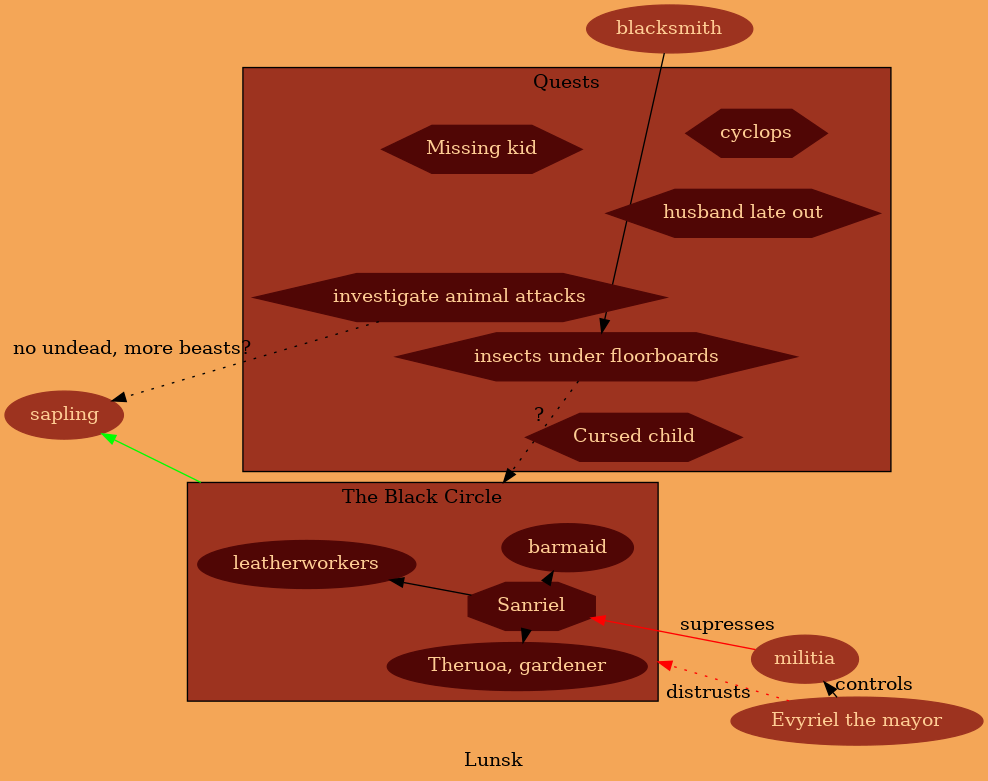 blacksmith
Quests
cyclops
Missing kid
husband late out
investigate animal attacks
no undead, more beasts?
insects under floorboards
sapling
?
Cursed child
The Black Circle
barmaid
leatherworkers
Sanriel
supresses
militia
Theruoa, gardener
controls
distrusts
Evyriel the mayor
Lunsk